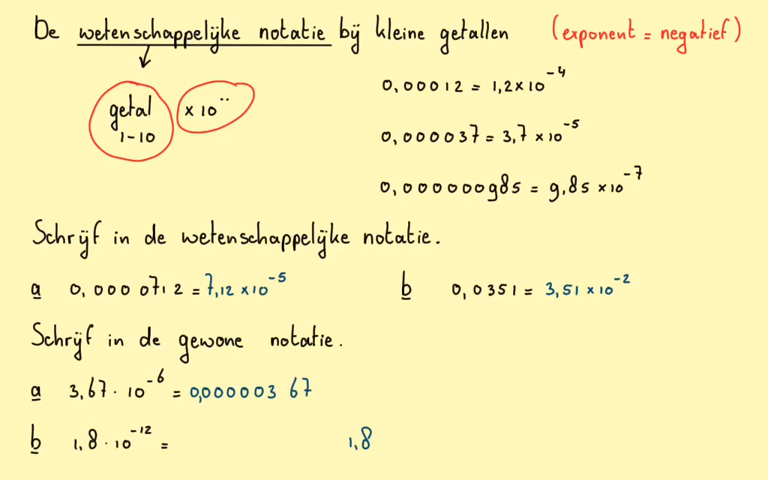 De wetenschappelijke notatie bij kleine getallen (exponent = negatief)
getal × 10¨
1-10
0,00012 = 1,2×10⁻⁴
0,000037 = 3,7 ×10⁻⁵
0,000000985 = 9,85 ×10⁻⁷
Schrijf in de wetenschappelijke notatie.
a 0,0000712 = 7,12 ×10⁻⁵
b 0,0351 = 3,51 ×10⁻²
Schrijf in de gewone notatie.
a 3,67 · 10⁻⁶ = 0,00000367
b 1,8 · 10⁻¹² = 1,8